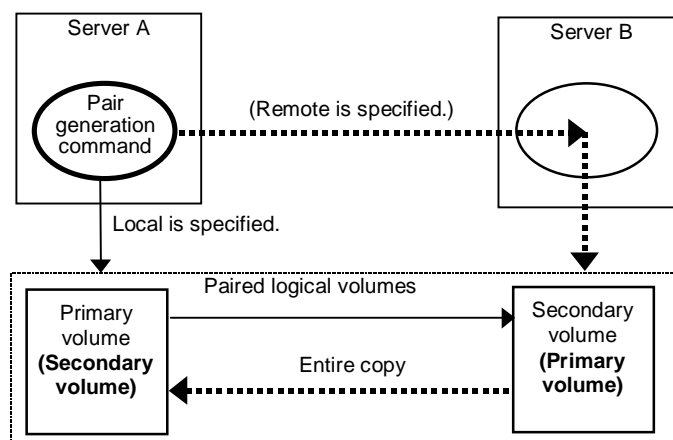 Server A
Server B
Pair
generation
command
(Remote is specified.)
Local is specified.
Paired logical volumes
Primary
volume
(Secondary
volume)
Entire copy
Secondary
volume
(Primary
volume)